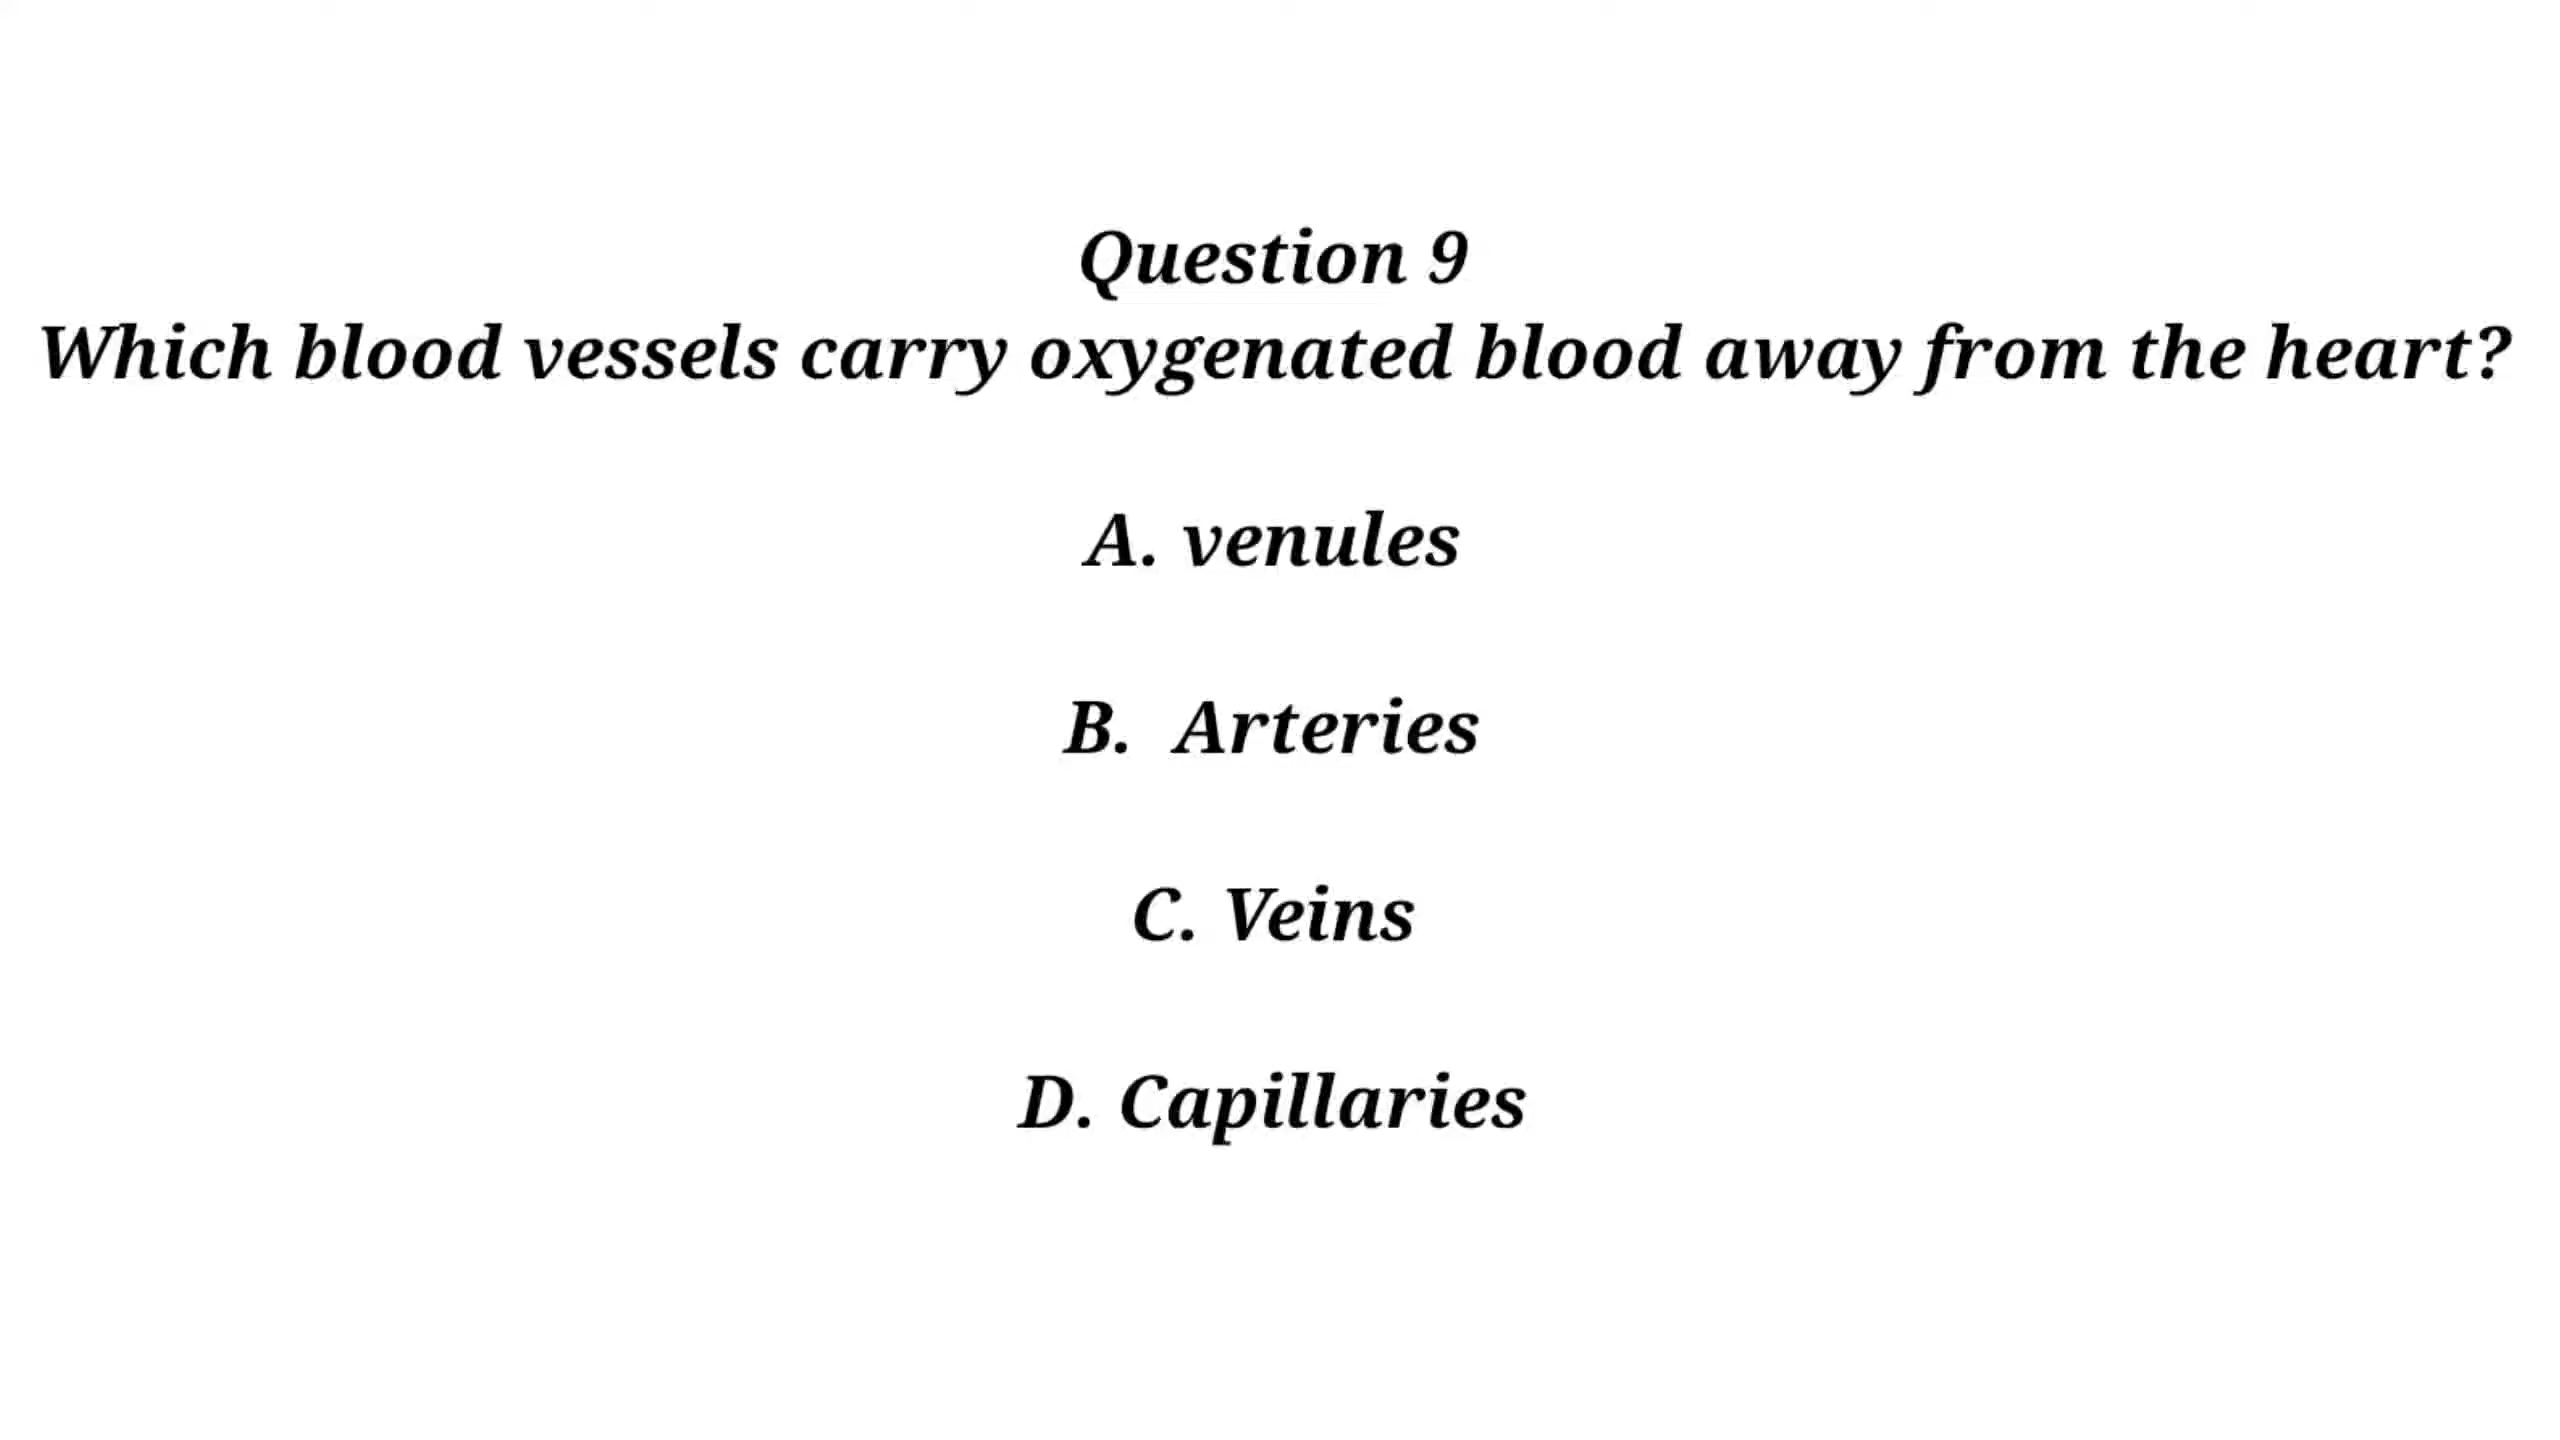 Question 9
Which blood vessels carry oxygenated blood away from the heart?
A. venules
B. Arteries
C. Veins
D. Capillaries